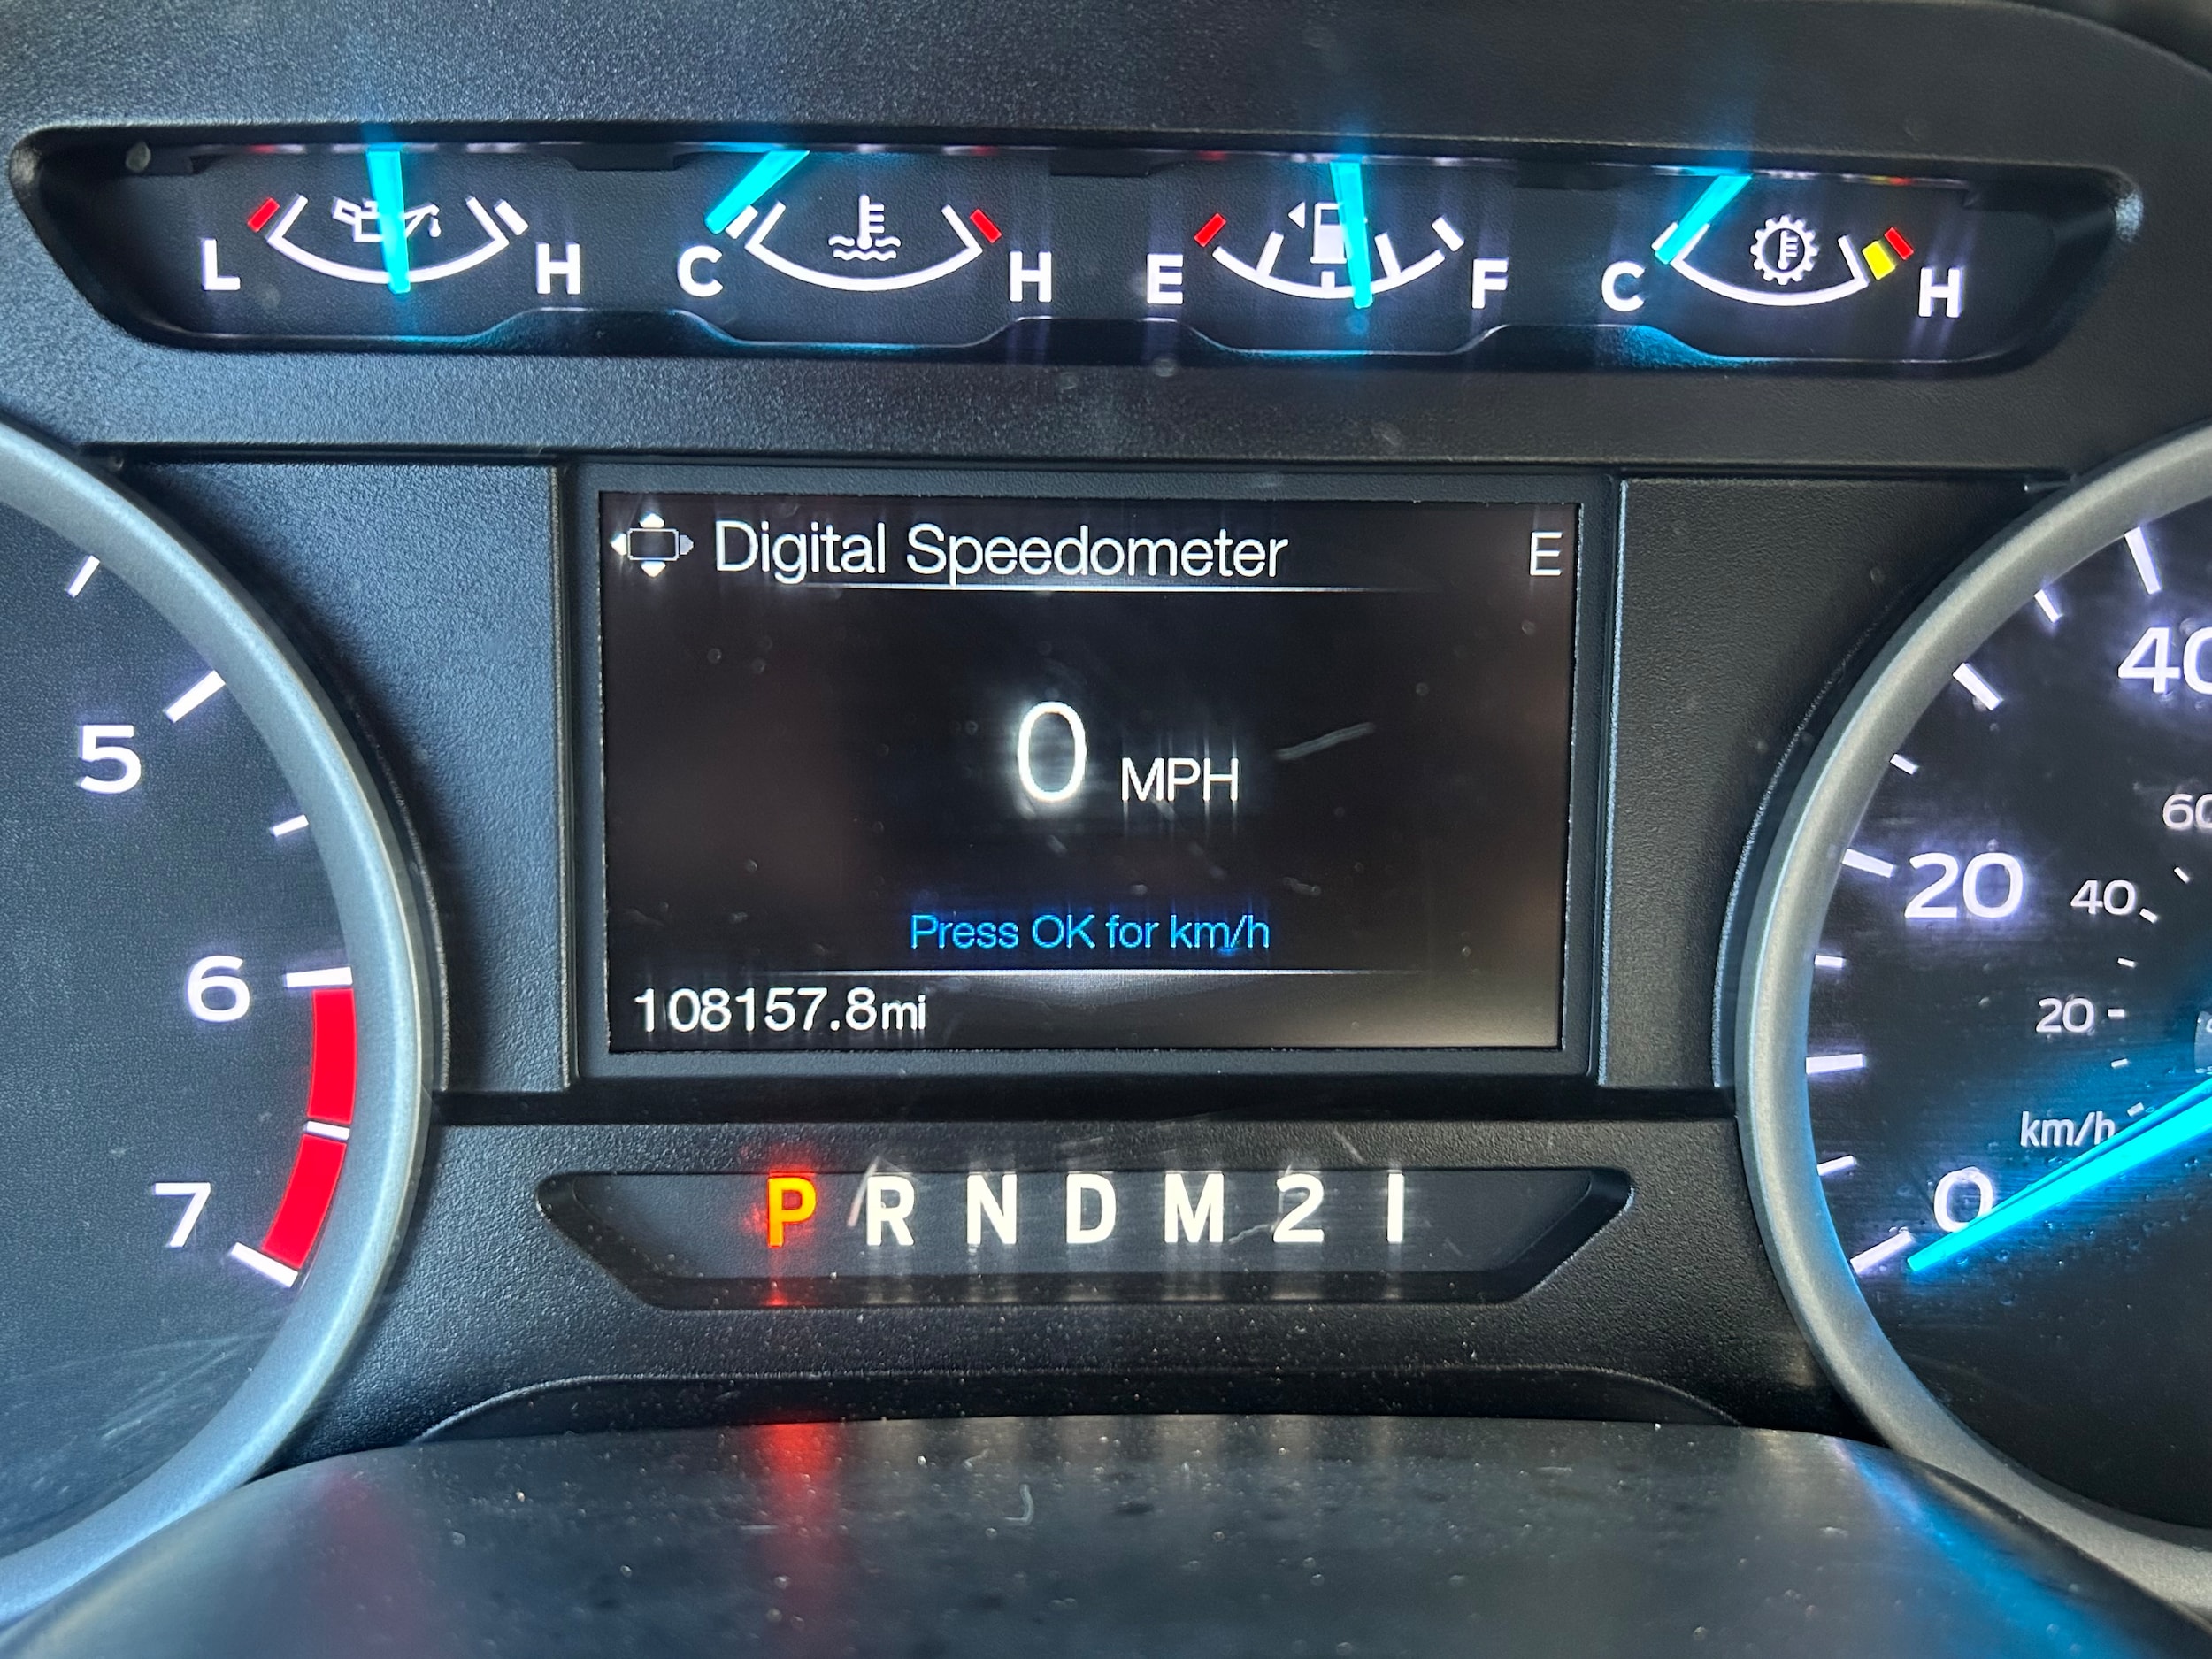 L H C H E F C H
Digital Speedometer E
0 MPH
Press OK for km/h
108157.8mi
P R N D M 2 1
5
6
7
40
60
20 40
20
km/h
0